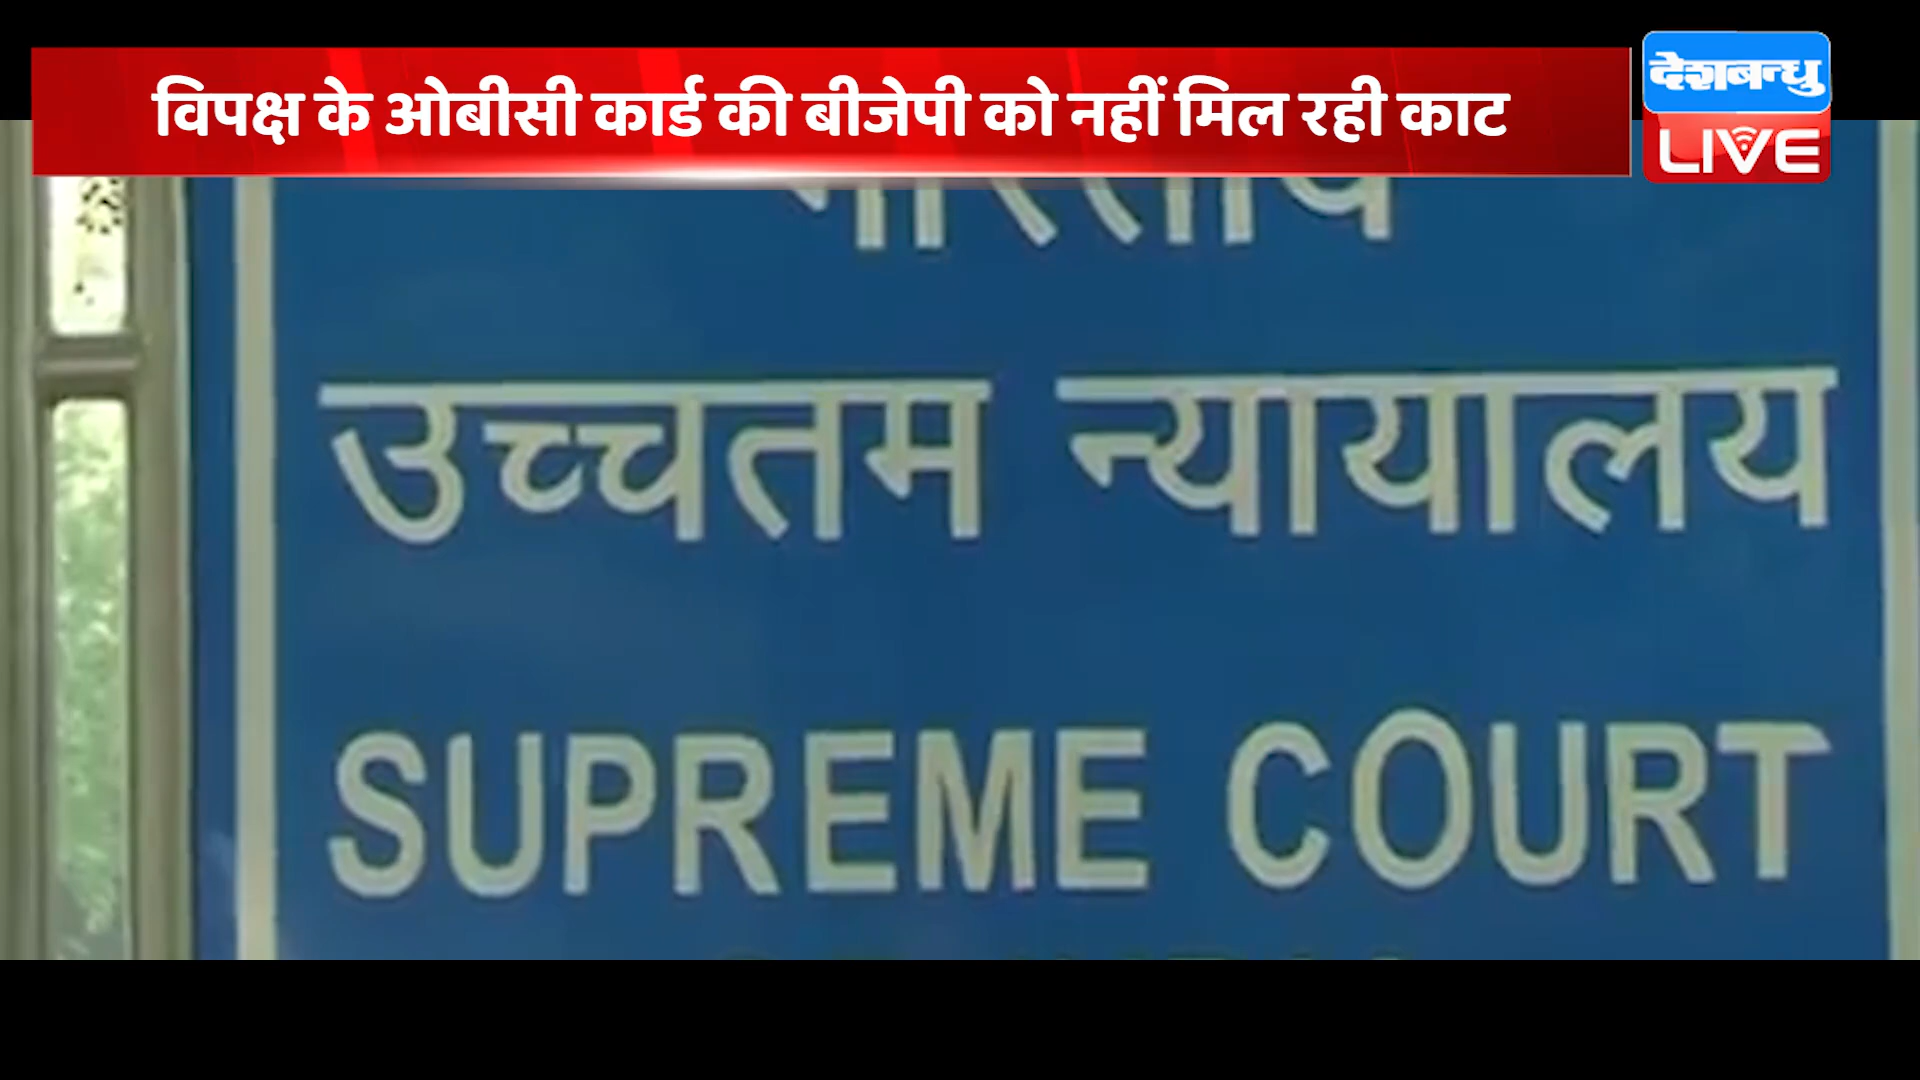 विपक्ष के ओबीसी कार्ड की बीजेपी को नहीं मिल रही काट
देशबन्धु
LIVE
उच्चतम न्यायालय
SUPREME COURT